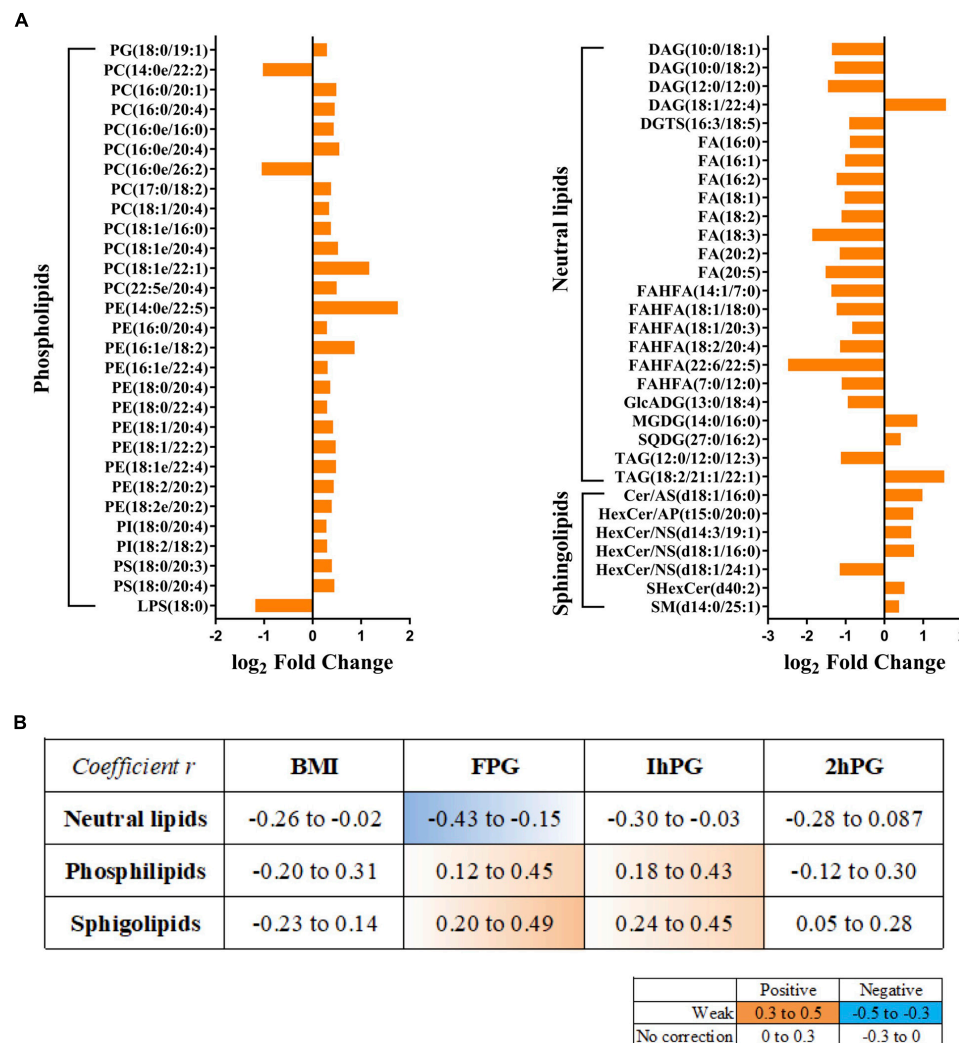 A
PG(18:0/19:1)
PC(14:0e/22:2)
PC(16:0/20:1)
PC(16:0/20:4)
PC(16:0e/16:0)
PC(16:0e/20:4)
PC(16:0e/26:2)
PC(17:0/18:2)
PC(18:1/20:4)
PC(18:1e/16:0)
PC(18:1e/20:4)
PC(18:1e/22:1)
PC(22:5e/20:4)
PE(14:0e/22:5)
PE(16:0/20:4)
PE(16:1e/18:2)
PE(16:1e/22:4)
PE(18:0/20:4)
PE(18:0/22:4)
PE(18:1/20:4)
PE(18:1/22:2)
PE(18:1e/22:4)
PE(18:2/20:2)
PE(18:2e/20:2)
PI(18:0/20:4)
PI(18:2/18:2)
PS(18:0/20:3)
PS(18:0/20:4)
LPS(18:0)
Phospholipids
-2 -1 0 1 2
log2 Fold Change
DAG(10:0/18:1)
DAG(10:0/18:2)
DAG(12:0/12:0)
DAG(18:1/22:4)
DGTS(16:3/18:5)
FA(16:0)
FA(16:1)
FA(16:2)
FA(18:1)
FA(18:2)
FA(18:3)
FA(20:2)
FA(20:5)
FAHFA(14:1/7:0)
FAHFA(18:1/18:0)
FAHFA(18:1/20:3)
FAHFA(18:2/20:4)
FAHFA(22:6/22:5)
FAHFA(7:0/12:0)
GlcADG(13:0/18:4)
MGDG(14:0/16:0)
SQDG(27:0/16:2)
TAG(12:0/12:0/12:3)
TAG(18:2/21:1/22:1)
Cer/AS(d18:1/16:0)
HexCer/AP(t15:0/20:0)
HexCer/NS(d14:3/19:1)
HexCer/NS(d18:1/16:0)
HexCer/NS(d18:1/24:1)
SHexCer(d40:2)
SM(d14:0/25:1)
Neutral lipids
Sphingolipids
-3 -2 -1 0 1 2
log2 Fold Change
B
Coefficient r BMI FPG IhPG 2hPG
Neutral lipids -0.26 to -0.02 -0.43 to -0.15 -0.30 to -0.03 -0.28 to 0.087
Phosphilipids -0.20 to 0.31 0.12 to 0.45 0.18 to 0.43 -0.12 to 0.30
Sphigolipids -0.23 to 0.14 0.20 to 0.49 0.24 to 0.45 0.05 to 0.28
Positive Negative
Weak 0.3 to 0.5 -0.5 to -0.3
No correction 0 to 0.3 -0.3 to 0